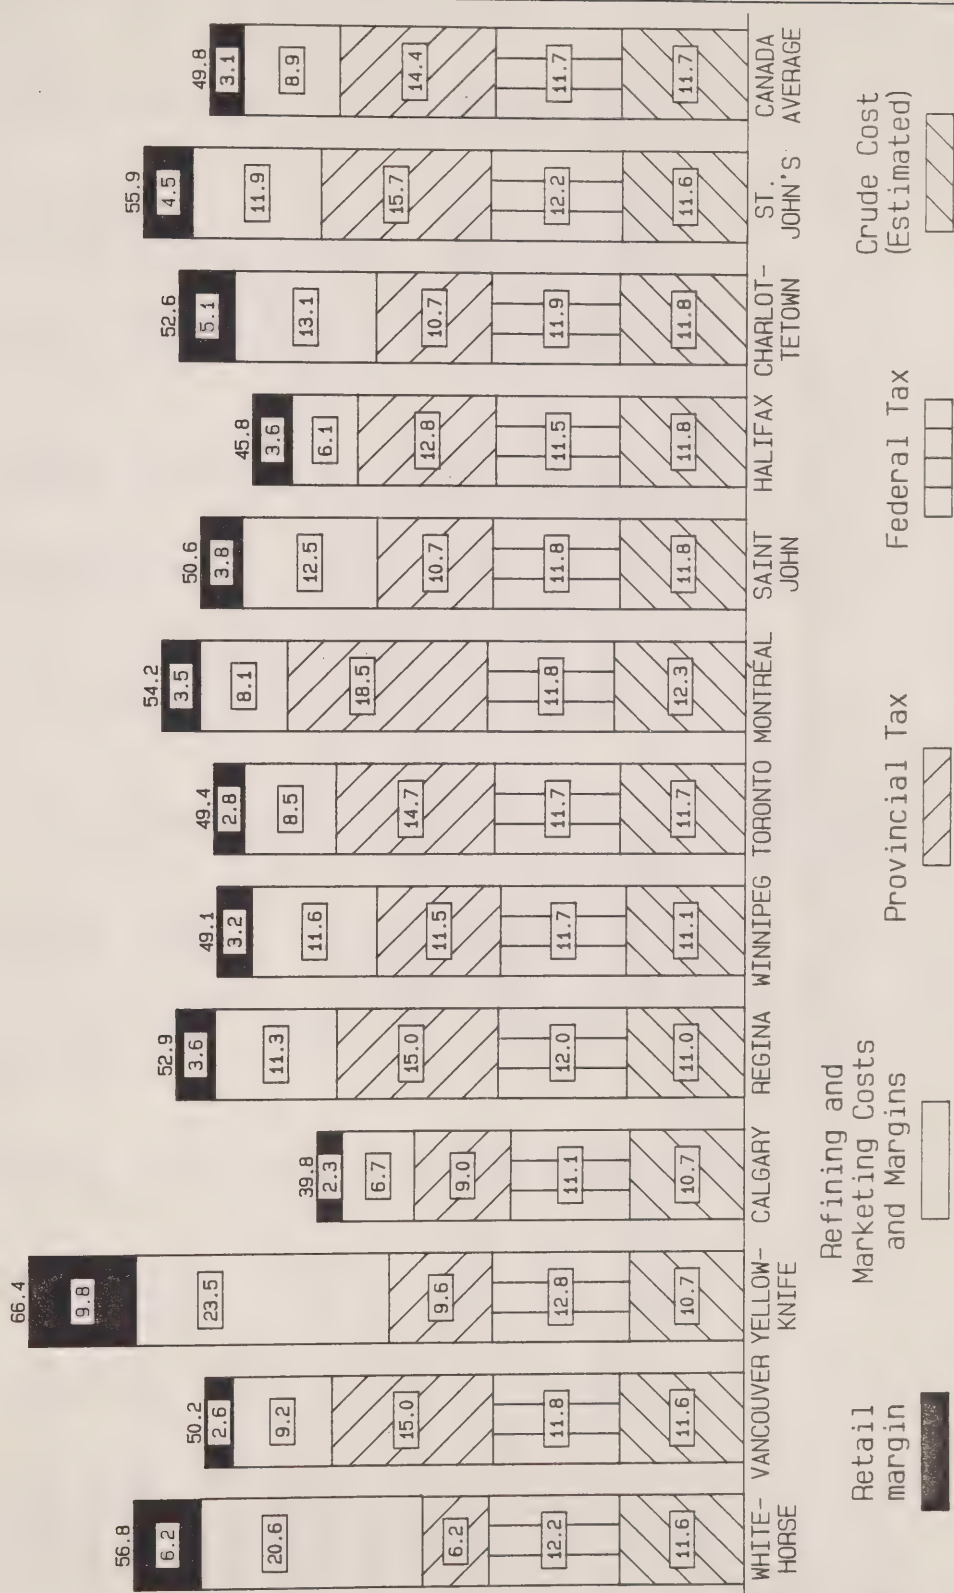 56.8
6.2
20.6
6.2
12.2
11.6
WHITE-
HORSE
50.2
2.6
9.2
15.0
11.8
11.6
VANCOUVER
66.4
9.8
23.5
9.6
12.8
10.7
YELLOW-
KNIFE
39.8
2.3
6.7
9.0
11.1
10.7
CALGARY
52.9
3.6
11.3
15.0
12.0
11.0
REGINA
49.1
3.2
11.6
11.5
11.7
11.1
WINNIPEG
49.4
2.8
8.5
14.7
11.7
11.7
TORONTO
54.2
3.5
8.1
18.5
11.8
12.3
MONTRÉAL
50.6
3.8
12.5
10.7
11.8
11.8
SAINT
JOHN
45.8
3.6
6.1
12.8
11.5
11.8
HALIFAX
52.6
5.1
13.1
10.7
11.9
11.8
CHARLOT-
TETOWN
55.9
4.5
11.9
15.7
12.2
11.6
ST.
JOHN'S
49.8
3.1
8.9
14.4
11.7
11.7
CANADA
AVERAGE
Retail
margin
Refining and
Marketing Costs
and Margins
Provincial Tax
Federal Tax
Crude Cost
(Estimated)